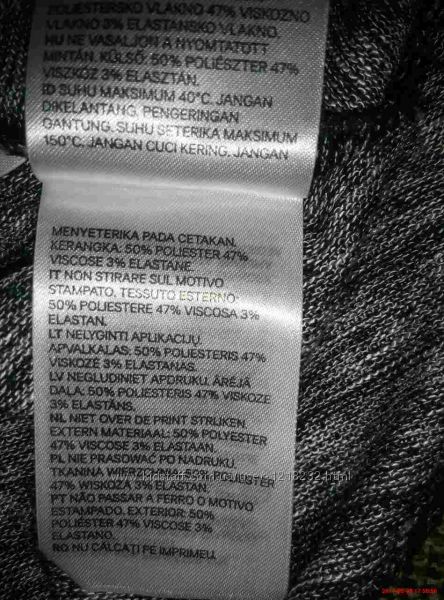 POLIESTERSKO VLAKNO 47% VISKOZNO
VLAKNO 3% ELASTANSKO VLAKNO.
HU NE VASALJON A NYOMTATOTT
MINTÁN. KÜLSŐ: 50% POLIÉSZTER 47%
VISZKÓZ 3% ELASZTÁN.
ID SUHU MAKSIMUM 40°C. JANGAN
DIKELANTANG. PENGERINGAN
GANTUNG. SUHU SETERIKA MAKSIMUM
150°C. JANGAN CUCI KERING. JANGAN
MENYETERIKA PADA CETAKAN.
KERANGKA: 50% POLIESTER 47%
VISCOSE 3% ELASTANE.
IT NON STIRARE SUL MOTIVO
STAMPATO. TESSUTO ESTERNO:
50% POLIESTERE 47% VISCOSA 3%
ELASTAN.
LT NELYGINTI APLIKACIJŲ.
APVALKALAS: 50% POLIESTERIS 47%
VISKOZĖ 3% ELASTANAS.
LV NEGLUDINIET APDRUKU. ĀRĒJĀ
DAĻA: 50% POLIESTERIS 47% VISKOZE
3% ELASTĀNS.
NL NIET OVER DE PRINT STRIJKEN.
EXTERN MATERIAAL: 50% POLYESTER
47% VISCOSE 3% ELASTAAN.
PL NIE PRASOWAĆ PO NADRUKU.
TKANINA WIERZCHNIA: 50%
47% WISKOZA 3% ELASTAN.
PT NÃO PASSAR A FERRO O MOTIVO
ESTAMPADO. EXTERIOR: 50%
POLIÉSTER 47% VISCOSE 3%
ELASTANO.
RO NU CĂLCAȚI PE IMPRIMEU.